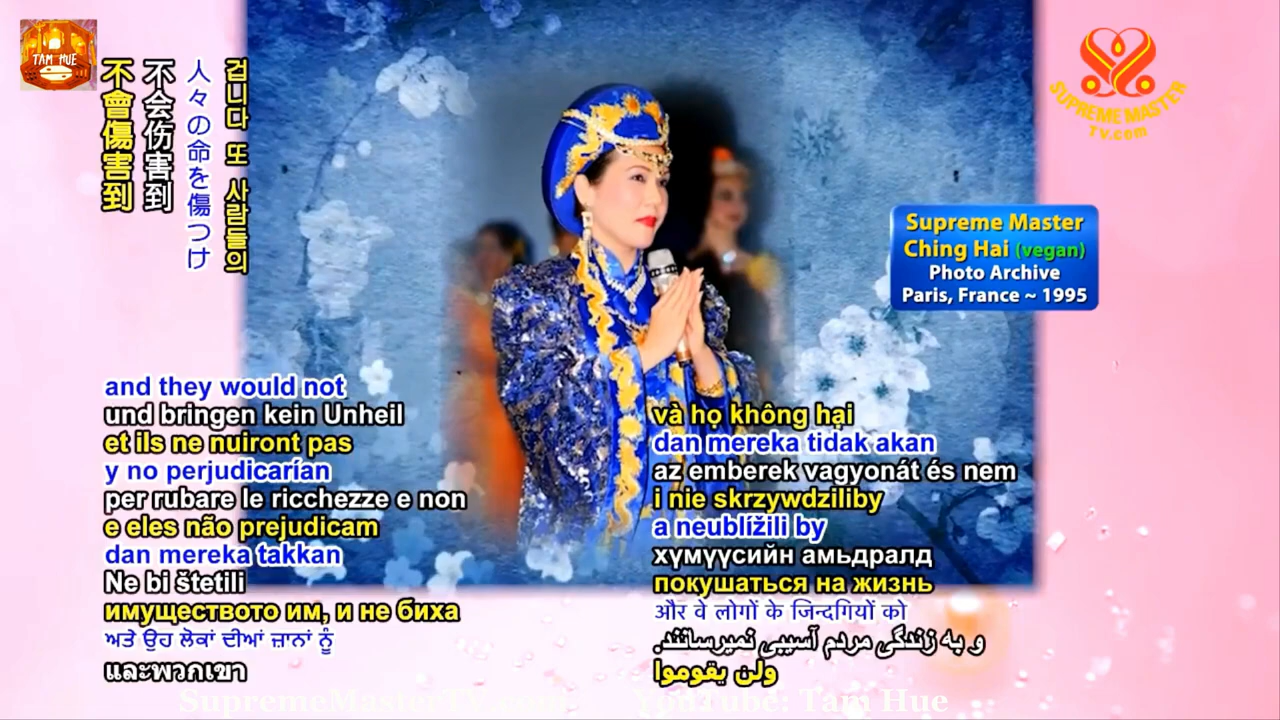 TAM HUE
不會傷害到
不会伤害到
人々の命を傷つけ
겁니다 또 사람들의
SUPREME MASTER
TV.com
Supreme Master
Ching Hai (vegan)
Photo Archive
Paris, France ~ 1995
and they would not
und bringen kein Unheil
et ils ne nuiront pas
y no perjudicarían
per rubare le ricchezze e non
e eles não prejudicam
dan mereka takkan
Ne bi štetili
имуществото им, и не биха
ਅਤੇ ਉਹ ਲੋਕਾਂ ਦੀਆਂ ਜ਼ਾਨਾਂ ਨੂੰ
และพวกเขา
và họ không hại
dan mereka tidak akan
az emberek vagyonát és nem
i nie skrzywdziliby
a neublížili by
хүмүүсийн амьдралд
покушаться на жизнь
और वे लोगों के जिन्दगियों को
و به زندگی مردم آسیبی نمیرسانند.
ولن يقوموا
SupremeMasterTV.com YouTube: Tam Hue